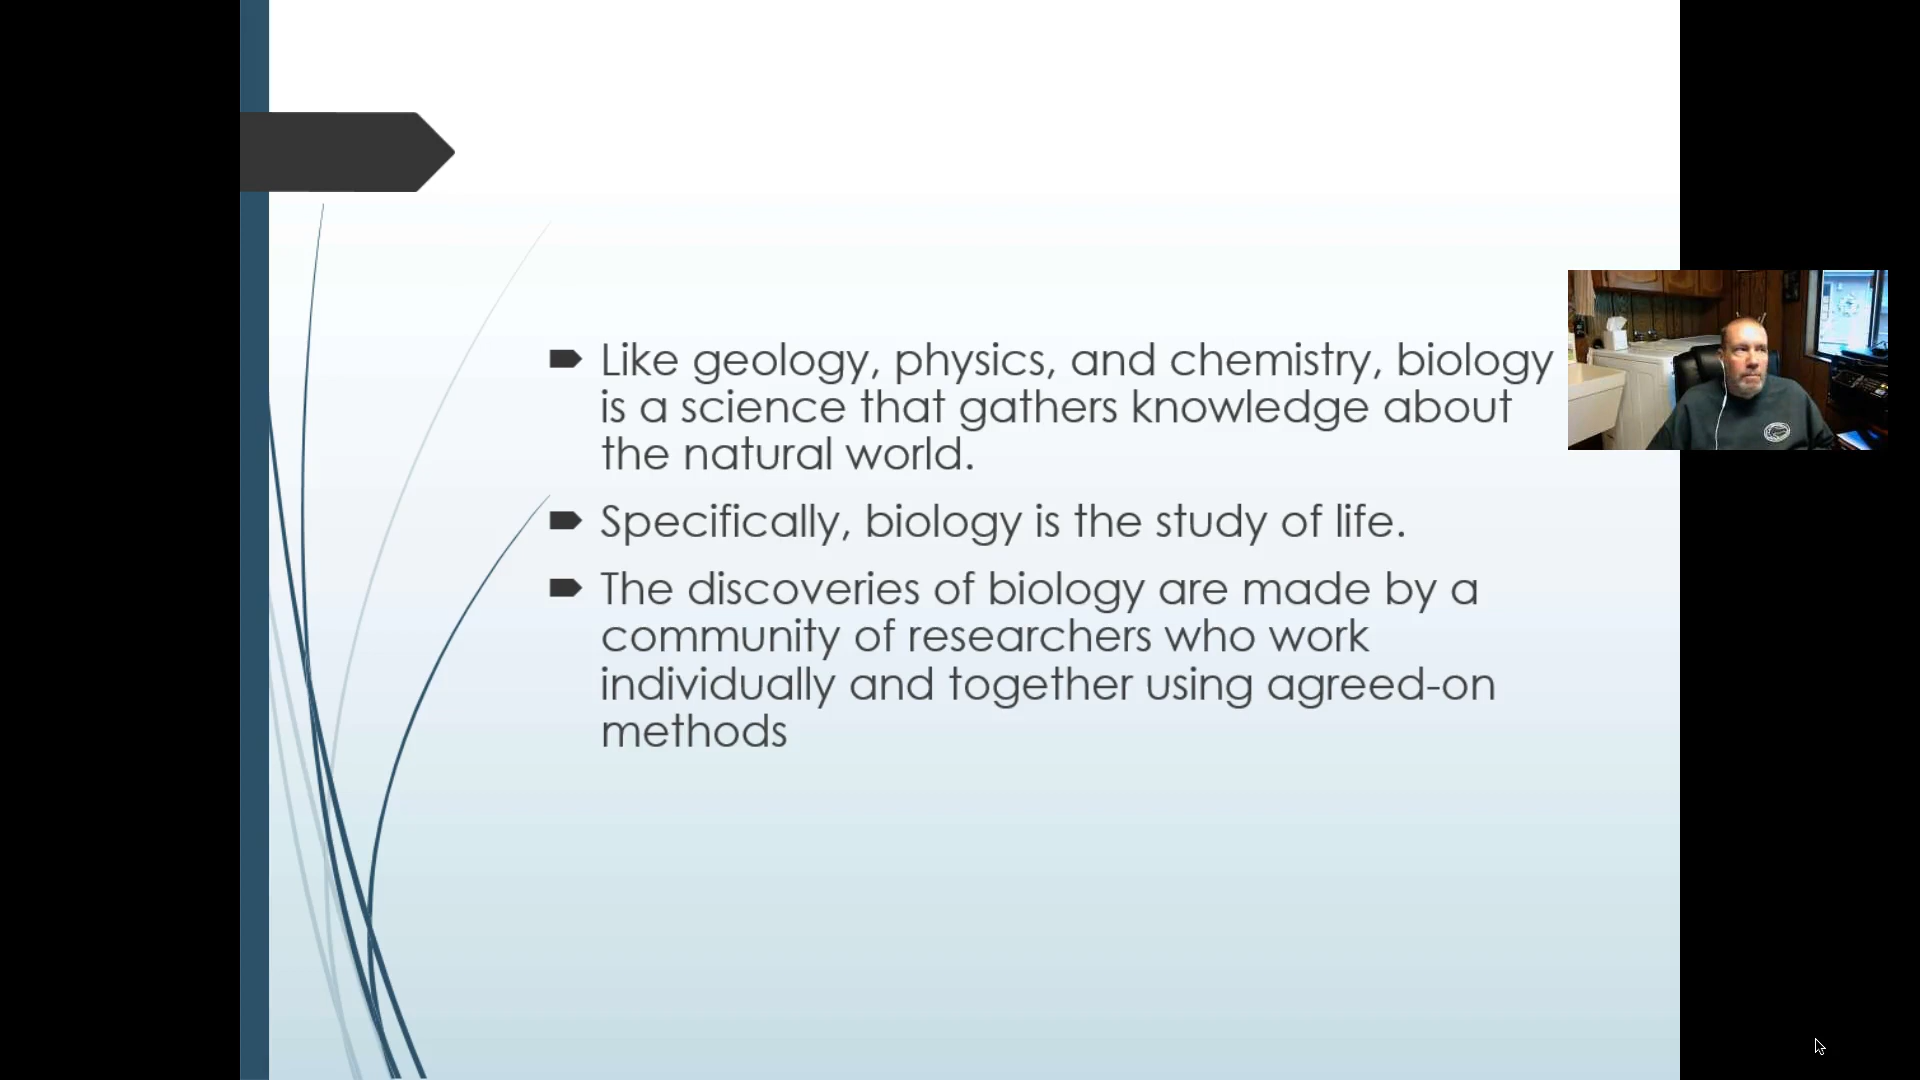 Like geology, physics, and chemistry, biology
is a science that gathers knowledge about
the natural world.
Specifically, biology is the study of life.
The discoveries of biology are made by a
community of researchers who work
individually and together using agreed-on
methods